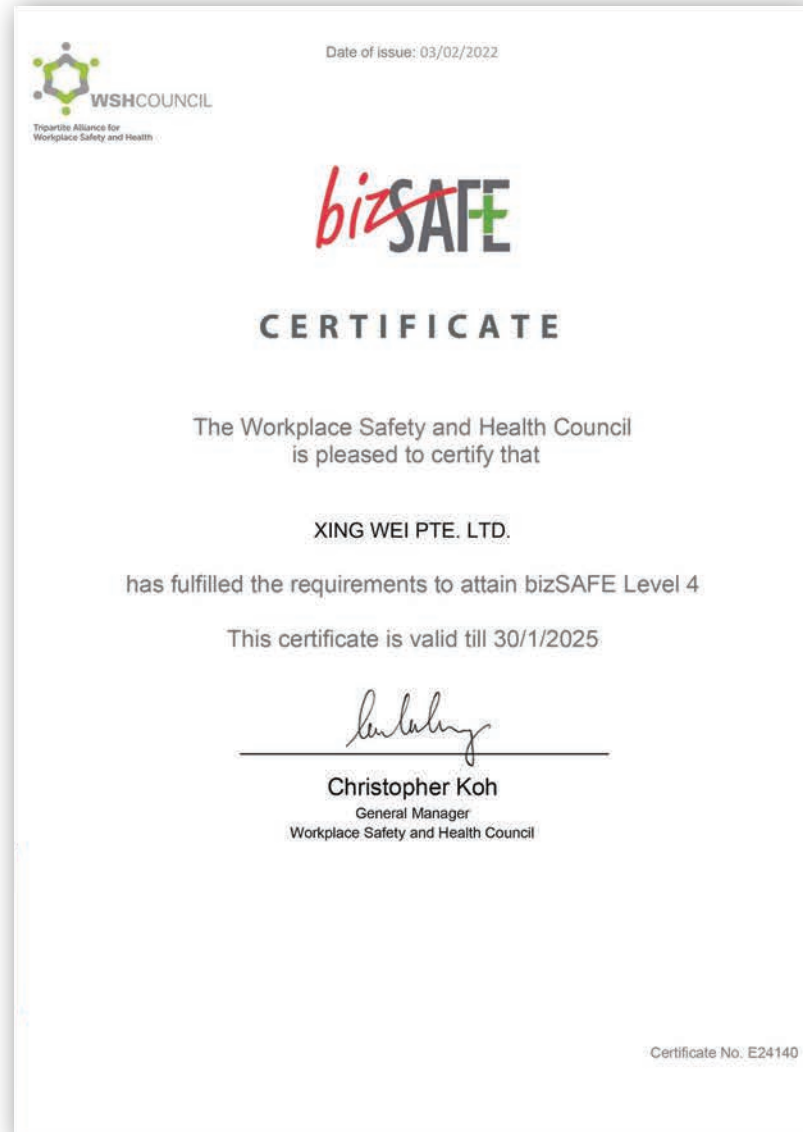 Date of issue: 03/02/2022
WSHCOUNCIL
Tripartite Alliance for
Workplace Safety and Health
bizSAFE
CERTIFICATE
The Workplace Safety and Health Council
is pleased to certify that
XING WEI PTE. LTD.
has fulfilled the requirements to attain bizSAFE Level 4
This certificate is valid till 30/1/2025
Christopher Koh
General Manager
Workplace Safety and Health Council
Certificate No. E24140